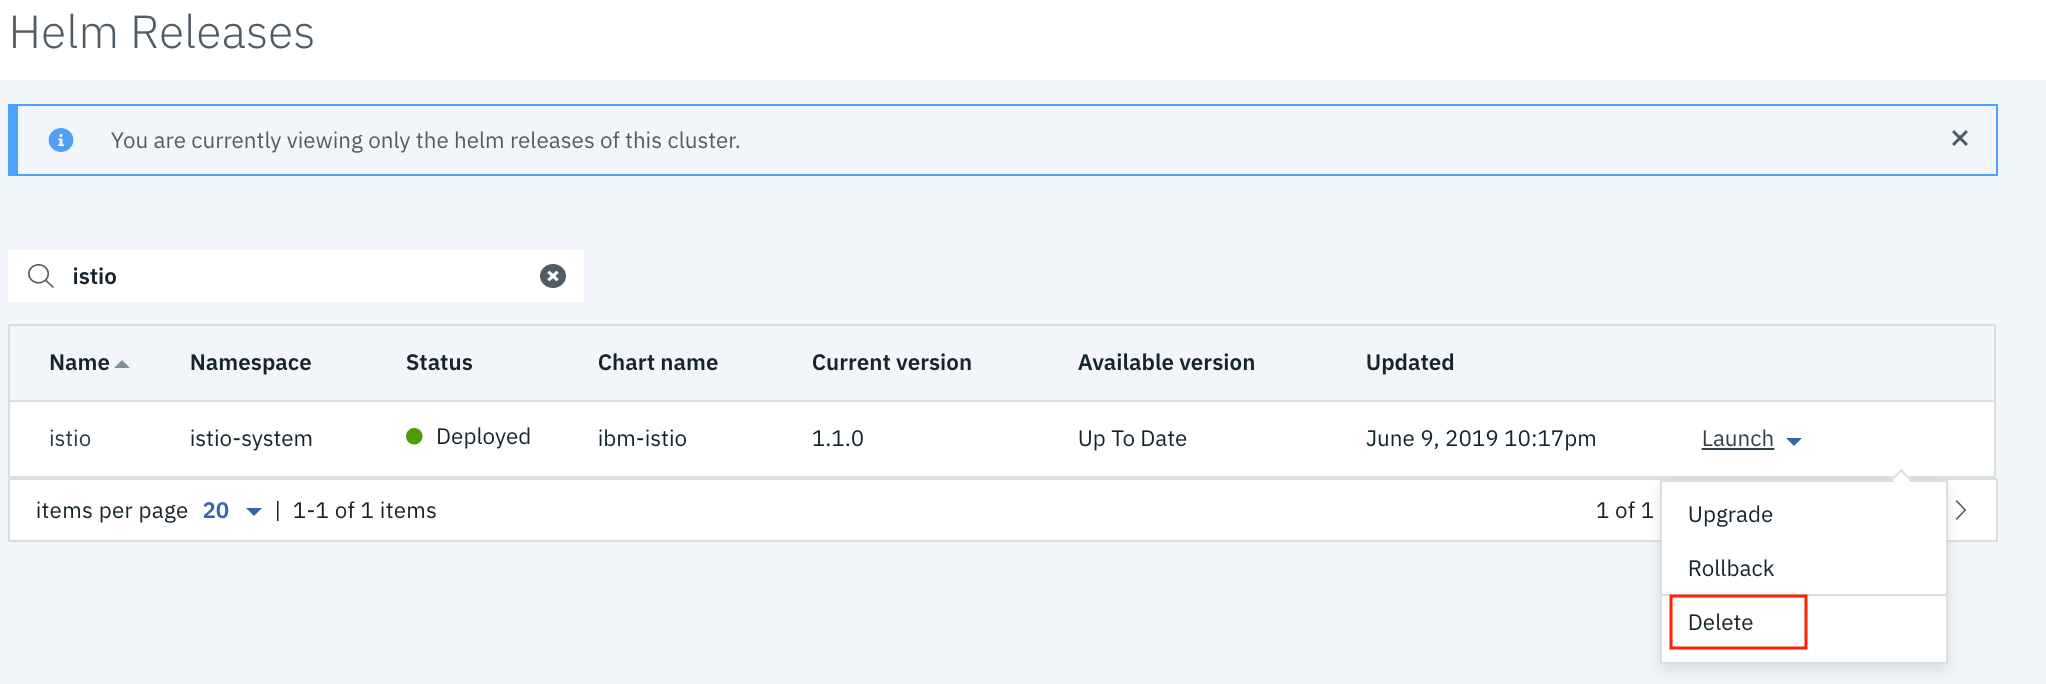 Helm Releases
You are currently viewing only the helm releases of this cluster.
istio
Name Namespace Status Chart name Current version Available version Updated
istio istio-system Deployed ibm-istio 1.1.0 Up To Date June 9, 2019 10:17pm Launch
items per page 20 | 1-1 of 1 items 1 of 1
Upgrade
Rollback
Delete